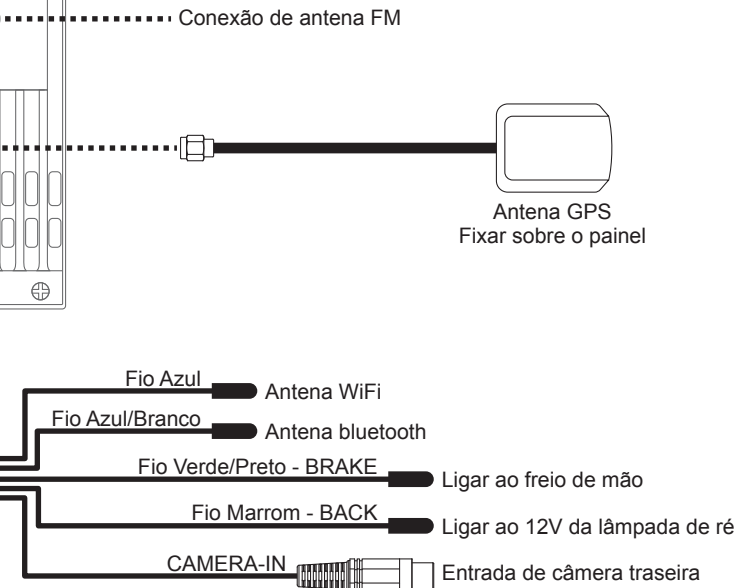 Conexão de antena FM
Antena GPS
Fixar sobre o painel
Fio Azul
Antena WiFi
Fio Azul/Branco
Antena bluetooth
Fio Verde/Preto - BRAKE
Ligar ao freio de mão
Fio Marrom - BACK
Ligar ao 12V da lâmpada de ré
CAMERA-IN
Entrada de câmera traseira